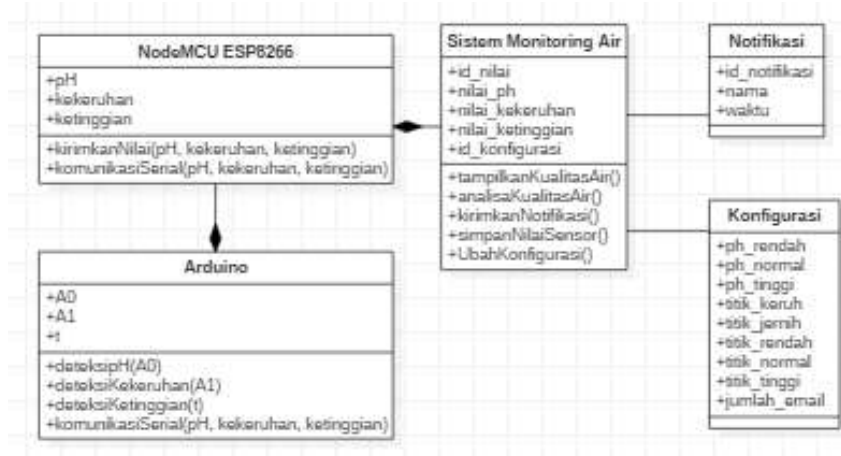 NodeMCU ESP8266
+pH
+kekeruhan
+ketinggian
+kirimkanNilai(pH, kekeruhan, ketinggian)
+komunikasiSerial(pH, kekeruhan, ketinggian)
Arduino
+A0
+A1
+t
+deteksipH(A0)
+deteksiKekeruhan(A1)
+deteksiKetinggian(t)
+komunikasiSerial(pH, kekeruhan, ketinggian)
Sistem Monitoring Air
+id_nilai
+nilai_ph
+nilai_kekeruhan
+nilai_ketinggian
+id_konfigurasi
+tampilkanKualitasAir()
+analisaKualitasAir()
+kirimkanNotifikasi()
+simpanNilaiSensor()
+UbahKonfigurasi()
Notifikasi
+id_notifikasi
+nama
+waktu
Konfigurasi
+ph_rendah
+ph_normal
+ph_tinggi
+titik_keruh
+titik_jernih
+titik_rendah
+titik_normal
+titik_tinggi
+jumlah_email